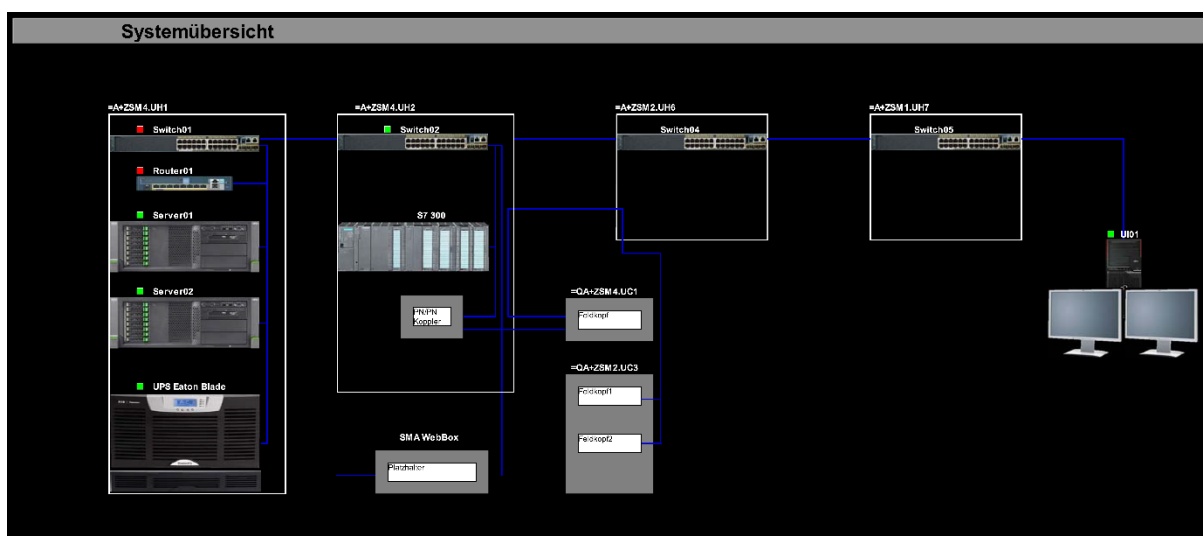 Systemübersicht
=A+ZSM4.UH1
=A+ZSM4.UH2
=A+ZSM2.UH6
=A+ZSM1.UH7
Switch01
Switch02
Switch04
Switch05
Router01
Server01
S7 300
UI01
Server02
=QA+ZSM4.UC1
PN/PN
Koppler
Feldkopf
=QA+ZSM2.UC3
UPS Eaton Blade
Feldkopf1
SMA WebBox
Feldkopf2
Platzhalter